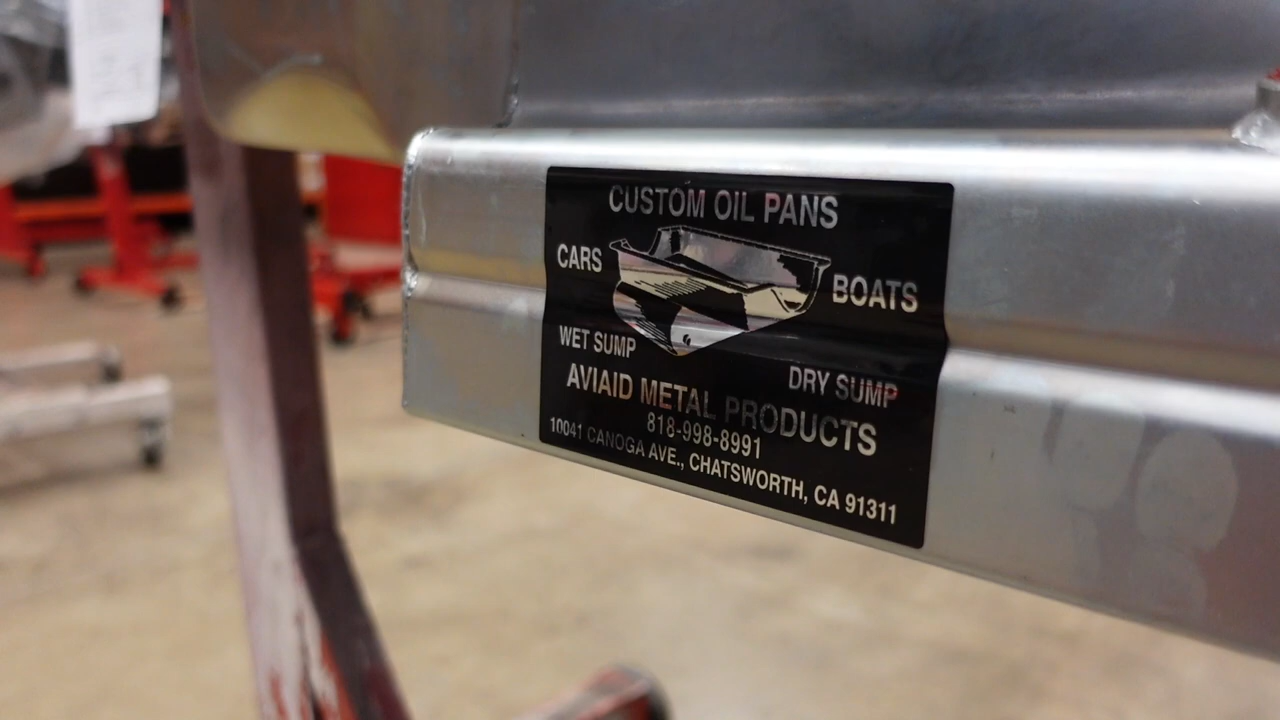 CUSTOM OIL PANS
CARS
BOATS
WET SUMP
DRY SUMP
AVIAID METAL PRODUCTS
818-998-8991
10041 CANOGA AVE., CHATSWORTH, CA 91311